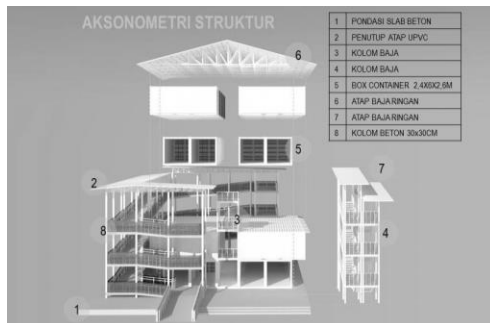 AKSONOMETRI STRUKTUR
1 PONDASI SLAB BETON
2 PENUTUP ATAP UPVC
3 KOLOM BAJA
4 KOLOM BAJA
5 BOX CONTAINER 2,4X6X2,6M
6 ATAP BAJA RINGAN
7 ATAP BAJA RINGAN
8 KOLOM BETON 30x30CM
6
5
2
7
3
8
4
1